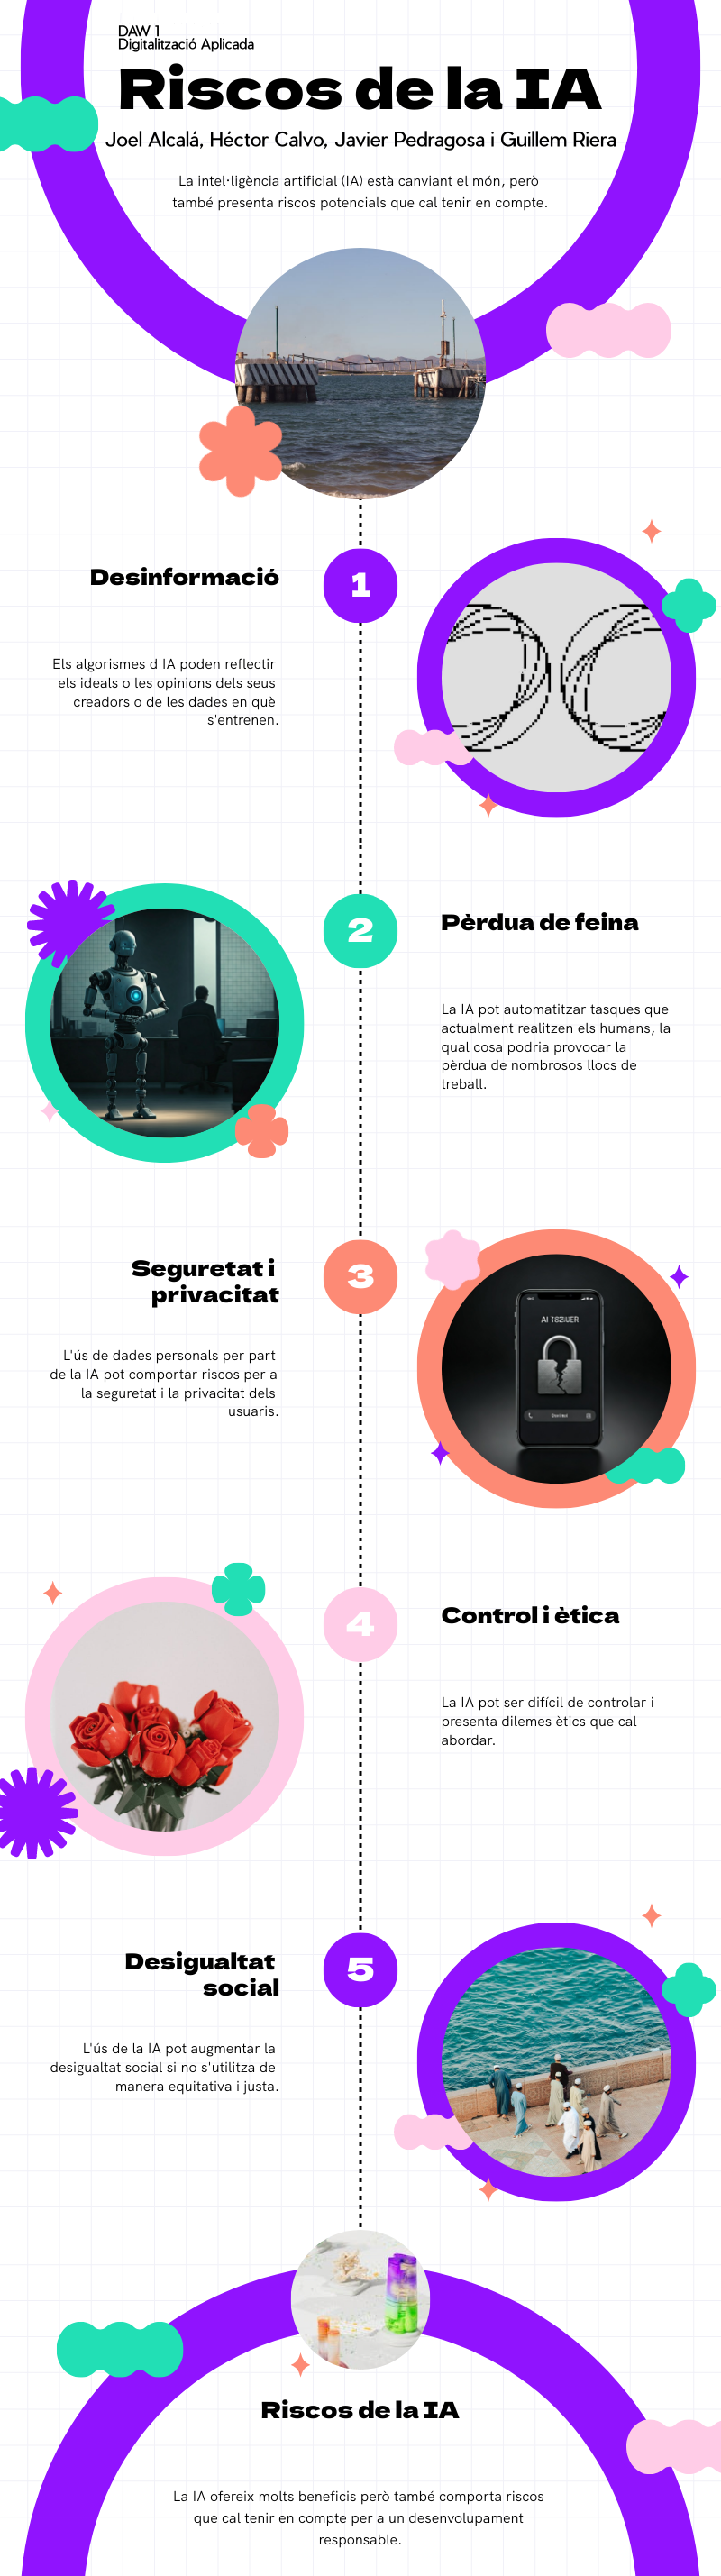 DAW 1
Digitalització Aplicada
Riscos de la IA
Joel Alcalá, Héctor Calvo, Javier Pedragosa i Guillem Riera
La intel·ligència artificial (IA) està canviant el món, però
també presenta riscos potencials que cal tenir en compte.
1
Desinformació
Els algorismes d'IA poden reflectir
els ideals o les opinions dels seus
creadors o de les dades en què
s'entrenen.
2
Pèrdua de feina
La IA pot automatitzar tasques que
actualment realitzen els humans, la
qual cosa podria provocar la
pèrdua de nombrosos llocs de
treball.
3
Seguretat i
privacitat
L'ús de dades personals per part
de la IA pot comportar riscos per a
la seguretat i la privacitat dels
usuaris.
4
Control i ètica
La IA pot ser difícil de controlar i
presenta dilemes ètics que cal
abordar.
5
Desigualtat
social
L'ús de la IA pot augmentar la
desigualtat social si no s'utilitza de
manera equitativa i justa.
Riscos de la IA
La IA ofereix molts beneficis però també comporta riscos
que cal tenir en compte per a un desenvolupament
responsable.